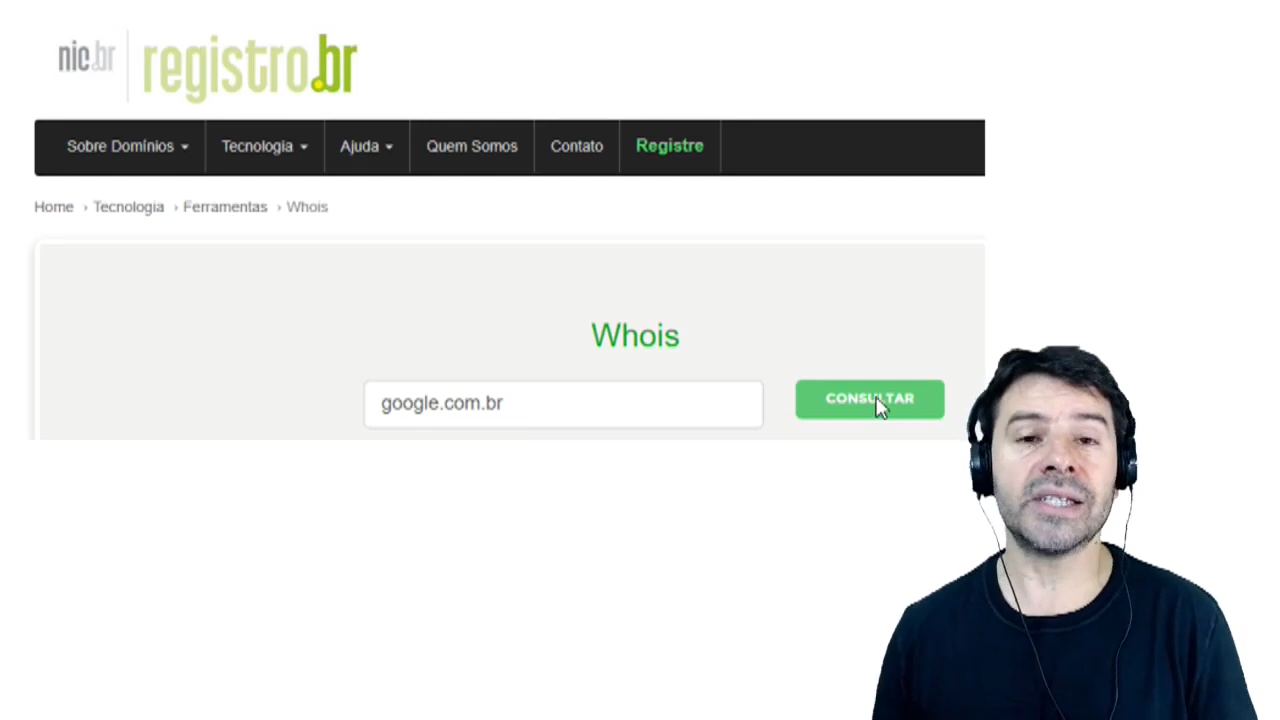 nic.br
registro.br
Sobre Domínios
Tecnologia
Ajuda
Quem Somos
Contato
Registre
Home › Tecnologia › Ferramentas › Whois
Whois
google.com.br
CONSULTAR